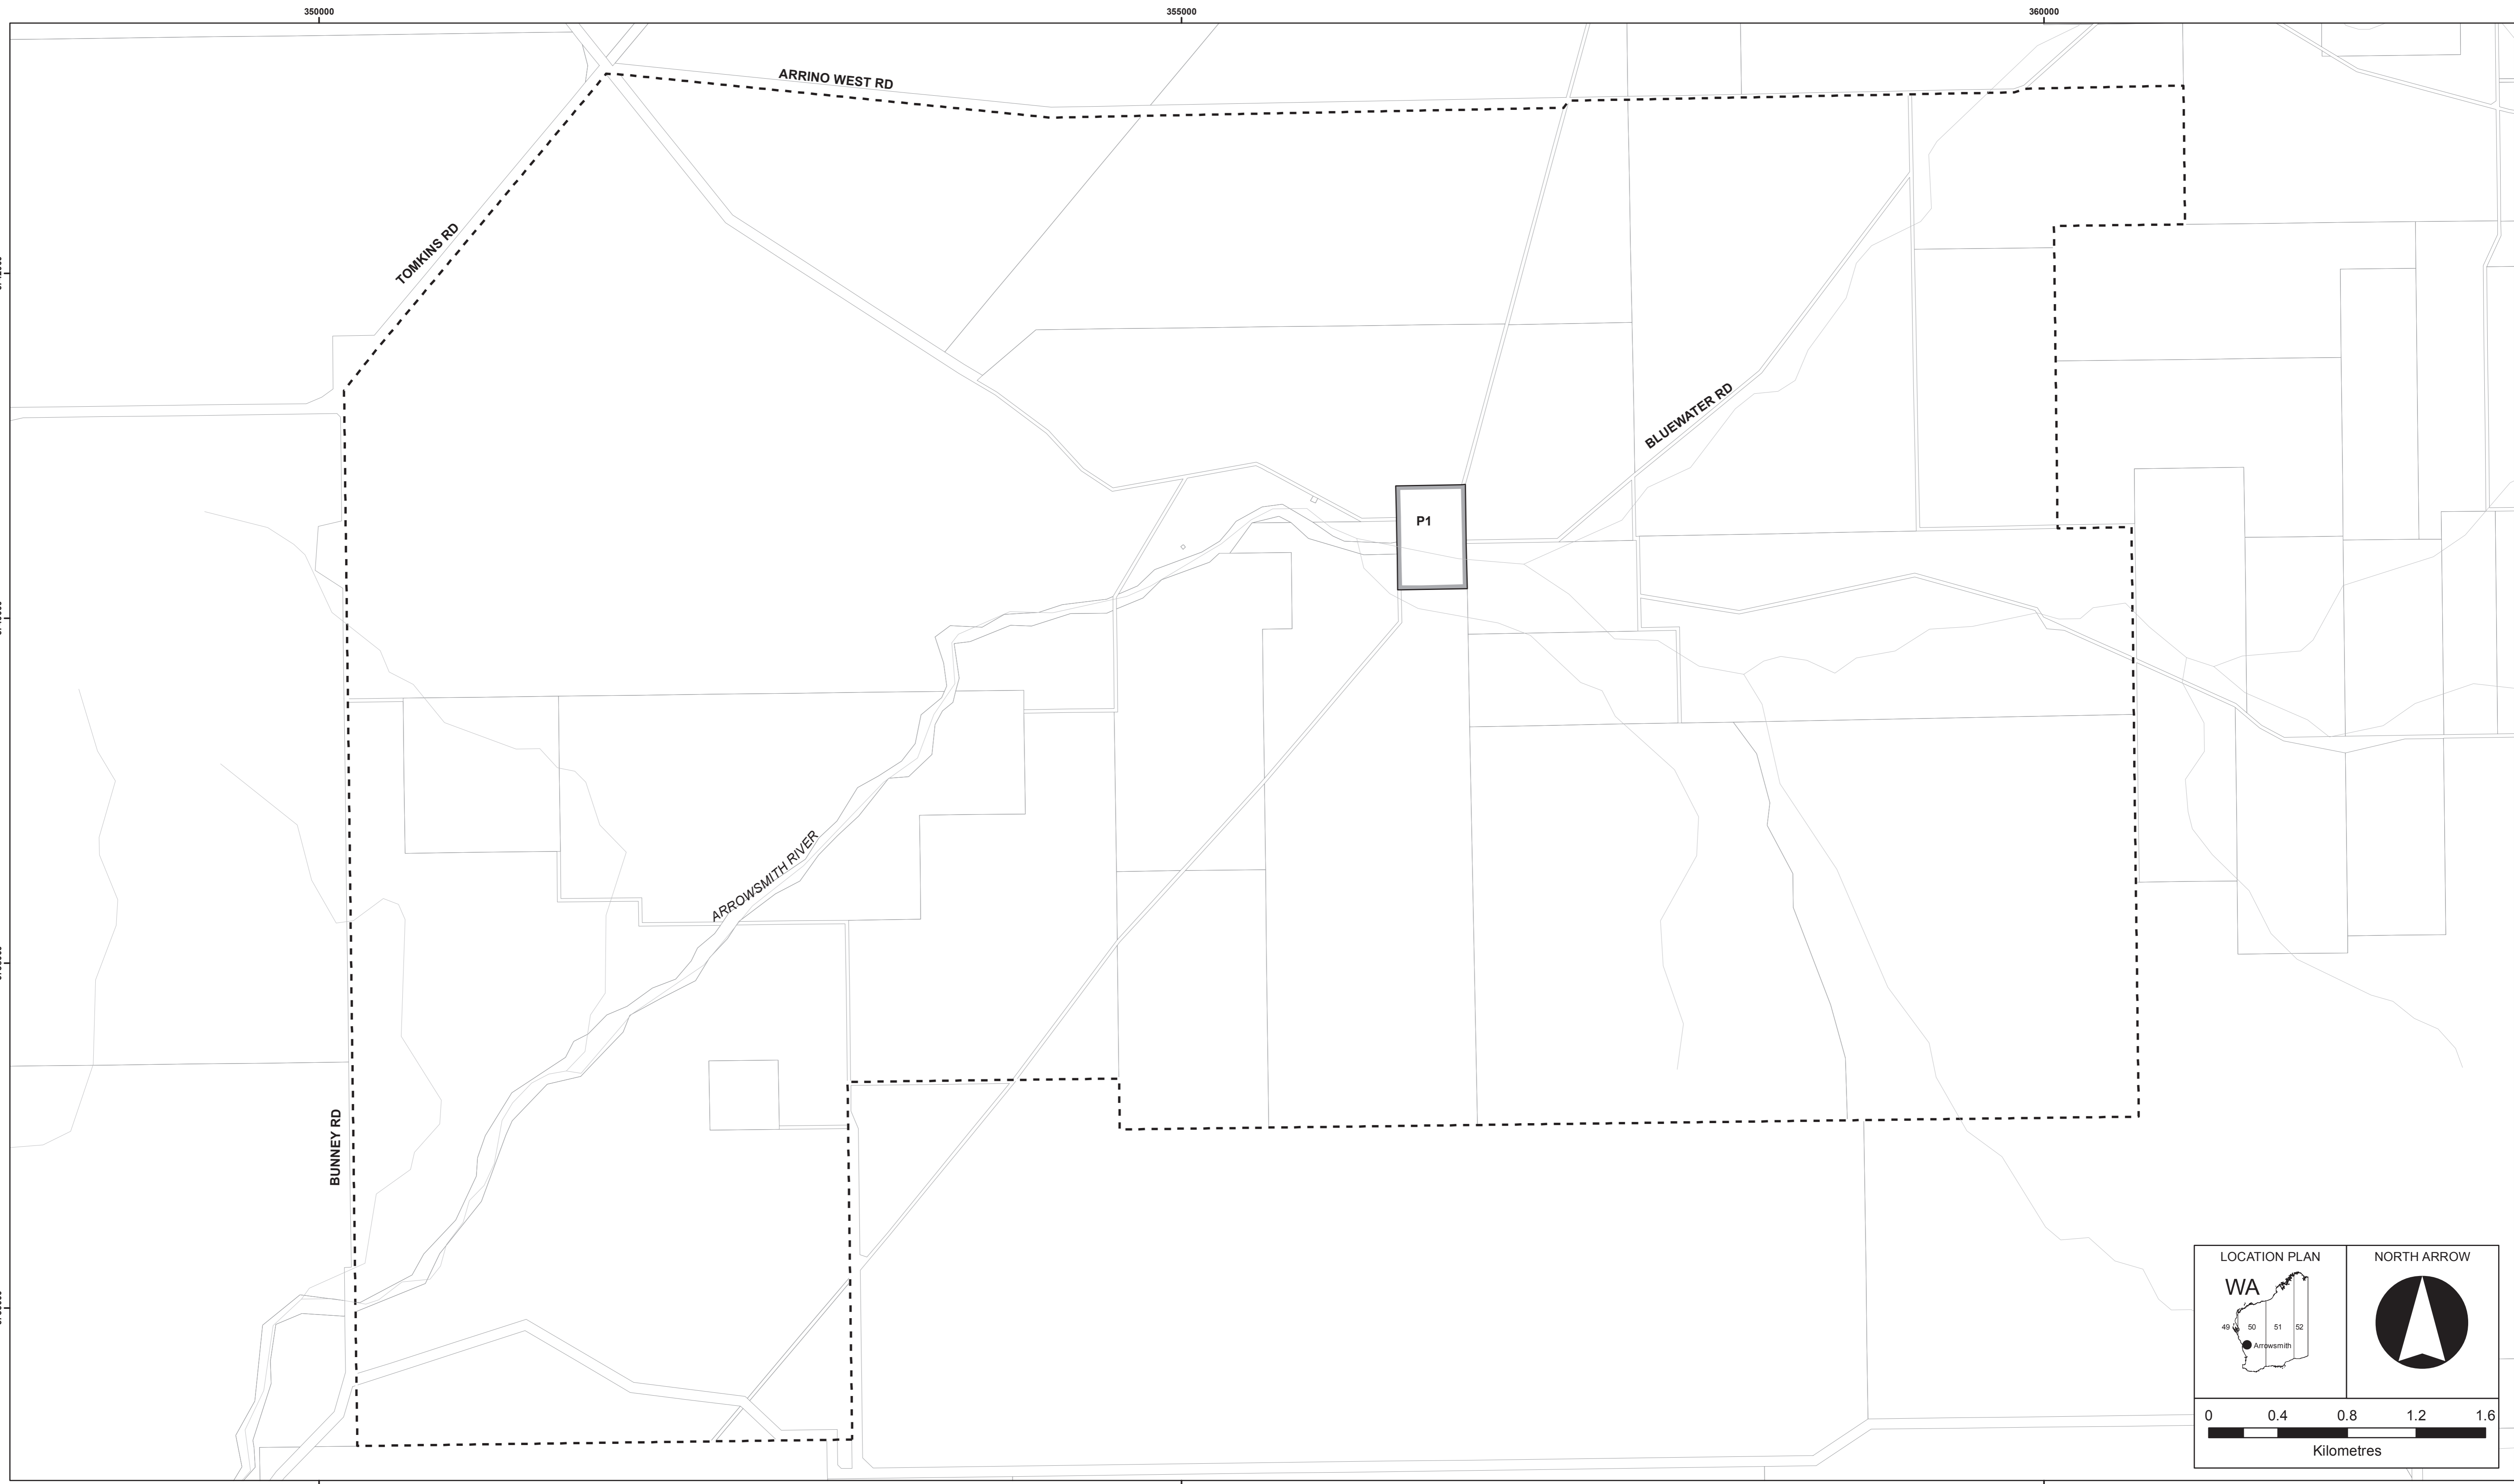 350000
355000
360000
ARRINO WEST RD
TOMKINS RD
BLUEWATER RD
P1
ARROWSMITH RIVER
BUNNEY RD
LOCATION PLAN
NORTH ARROW
WA
49
50
51
52
Arrowsmith
0
0.4
0.8
1.2
1.6
Kilometres